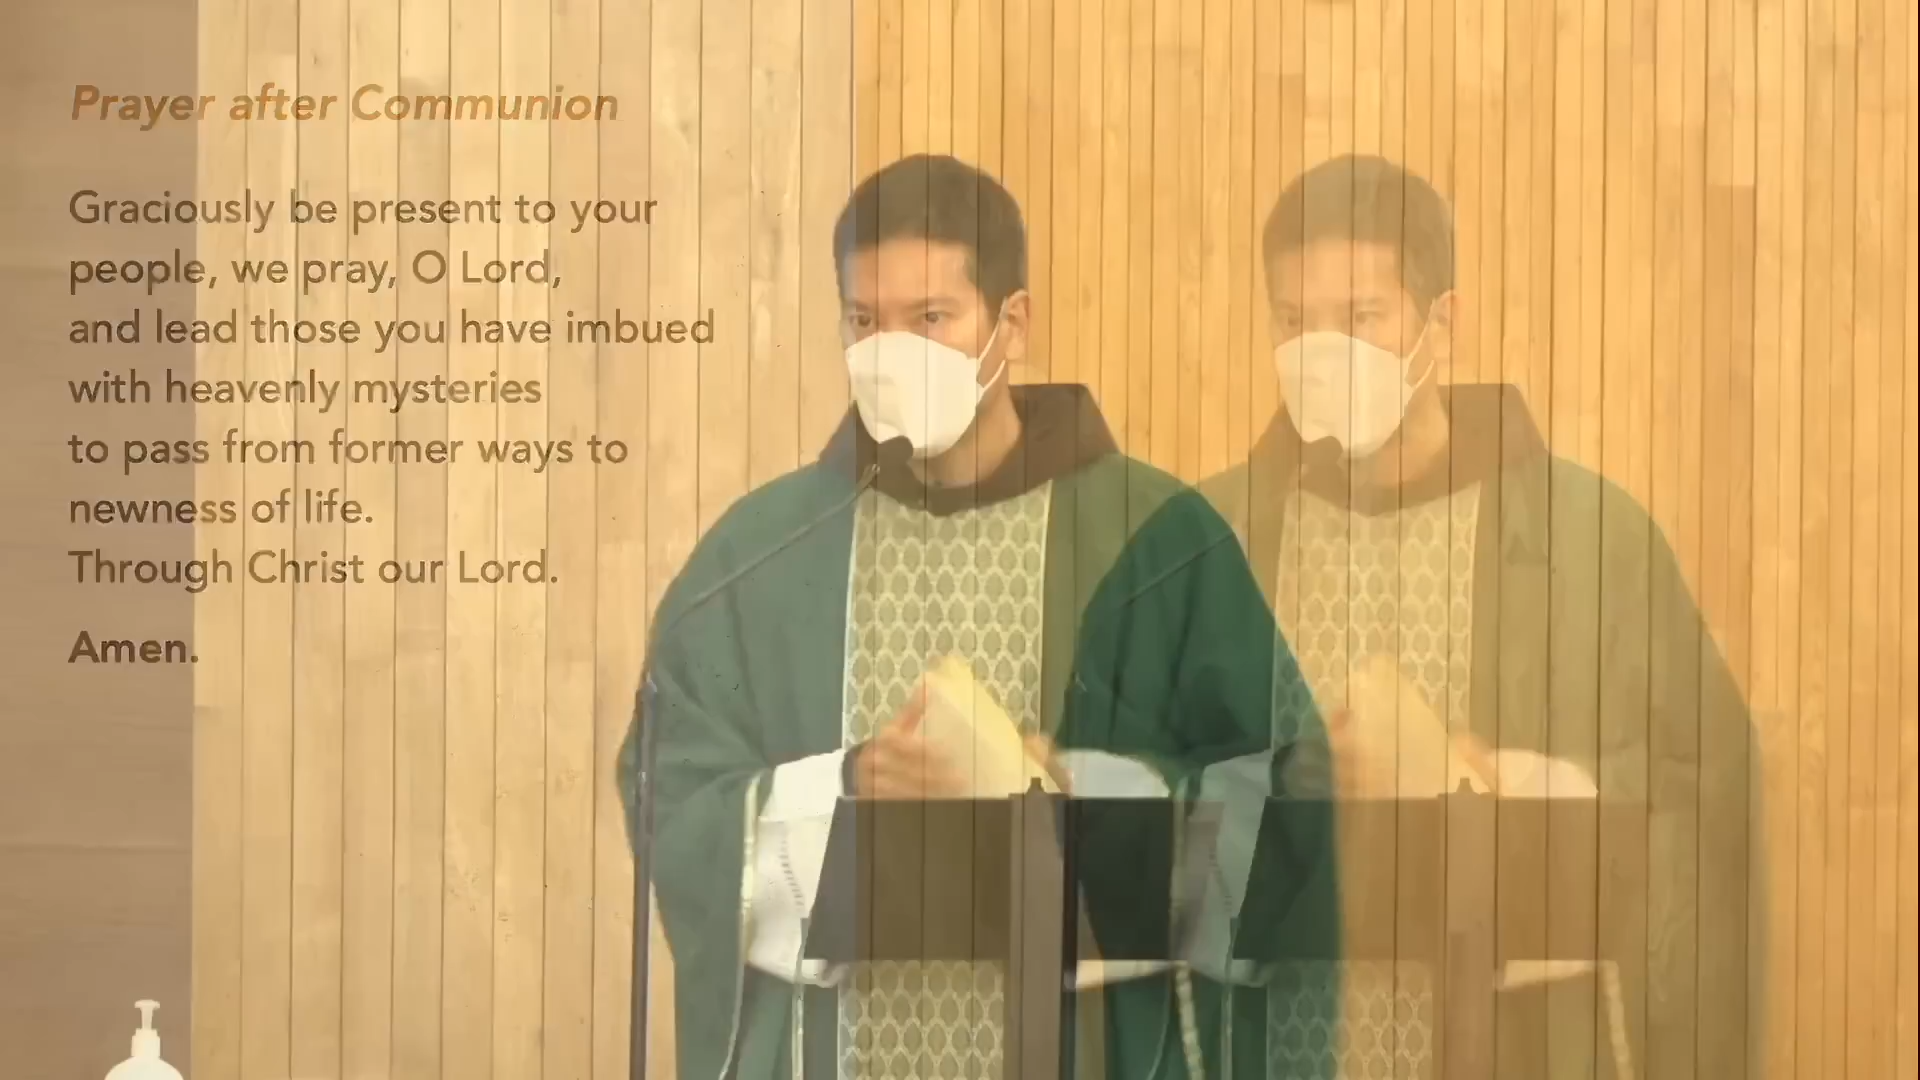 Prayer after Communion
Graciously be present to your
people, we pray, O Lord,
and lead those you have imbued
with heavenly mysteries
to pass from former ways to
newness of life.
Through Christ our Lord.
Amen.